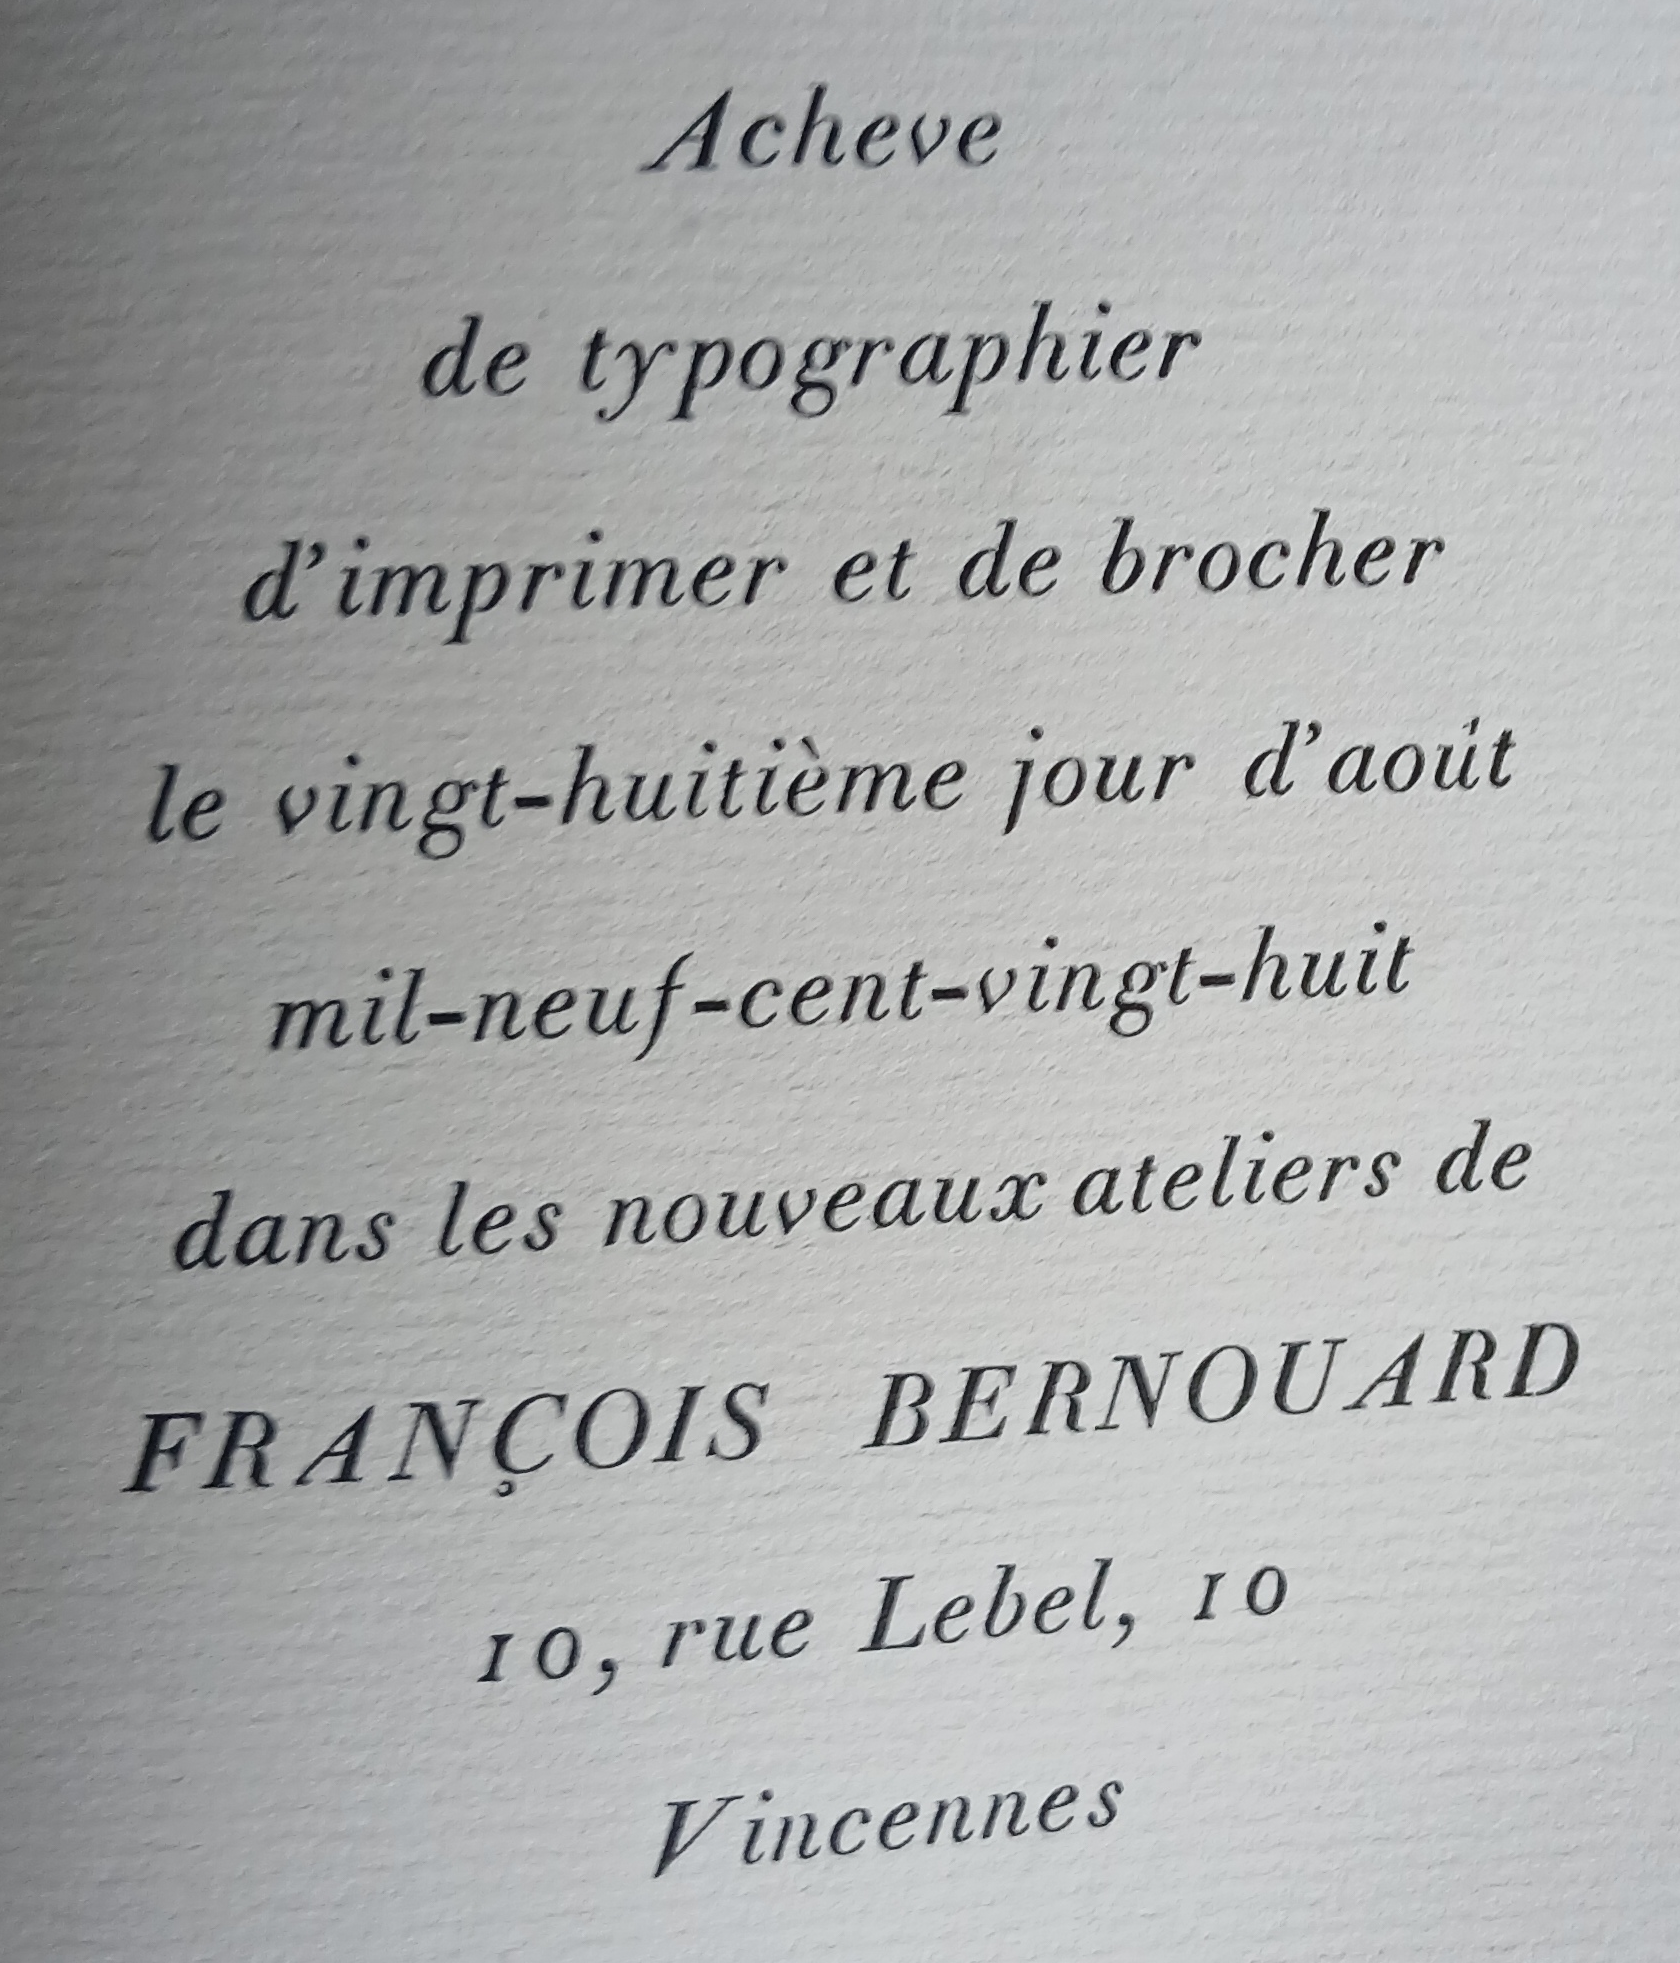 Acheve
de typographier
d'imprimer et de brocher
le vingt-huitième jour d'août
mil-neuf-cent-vingt-huit
dans les nouveaux ateliers de
FRANÇOIS BERNOUARD
10, rue Lebel, 10
Vincennes